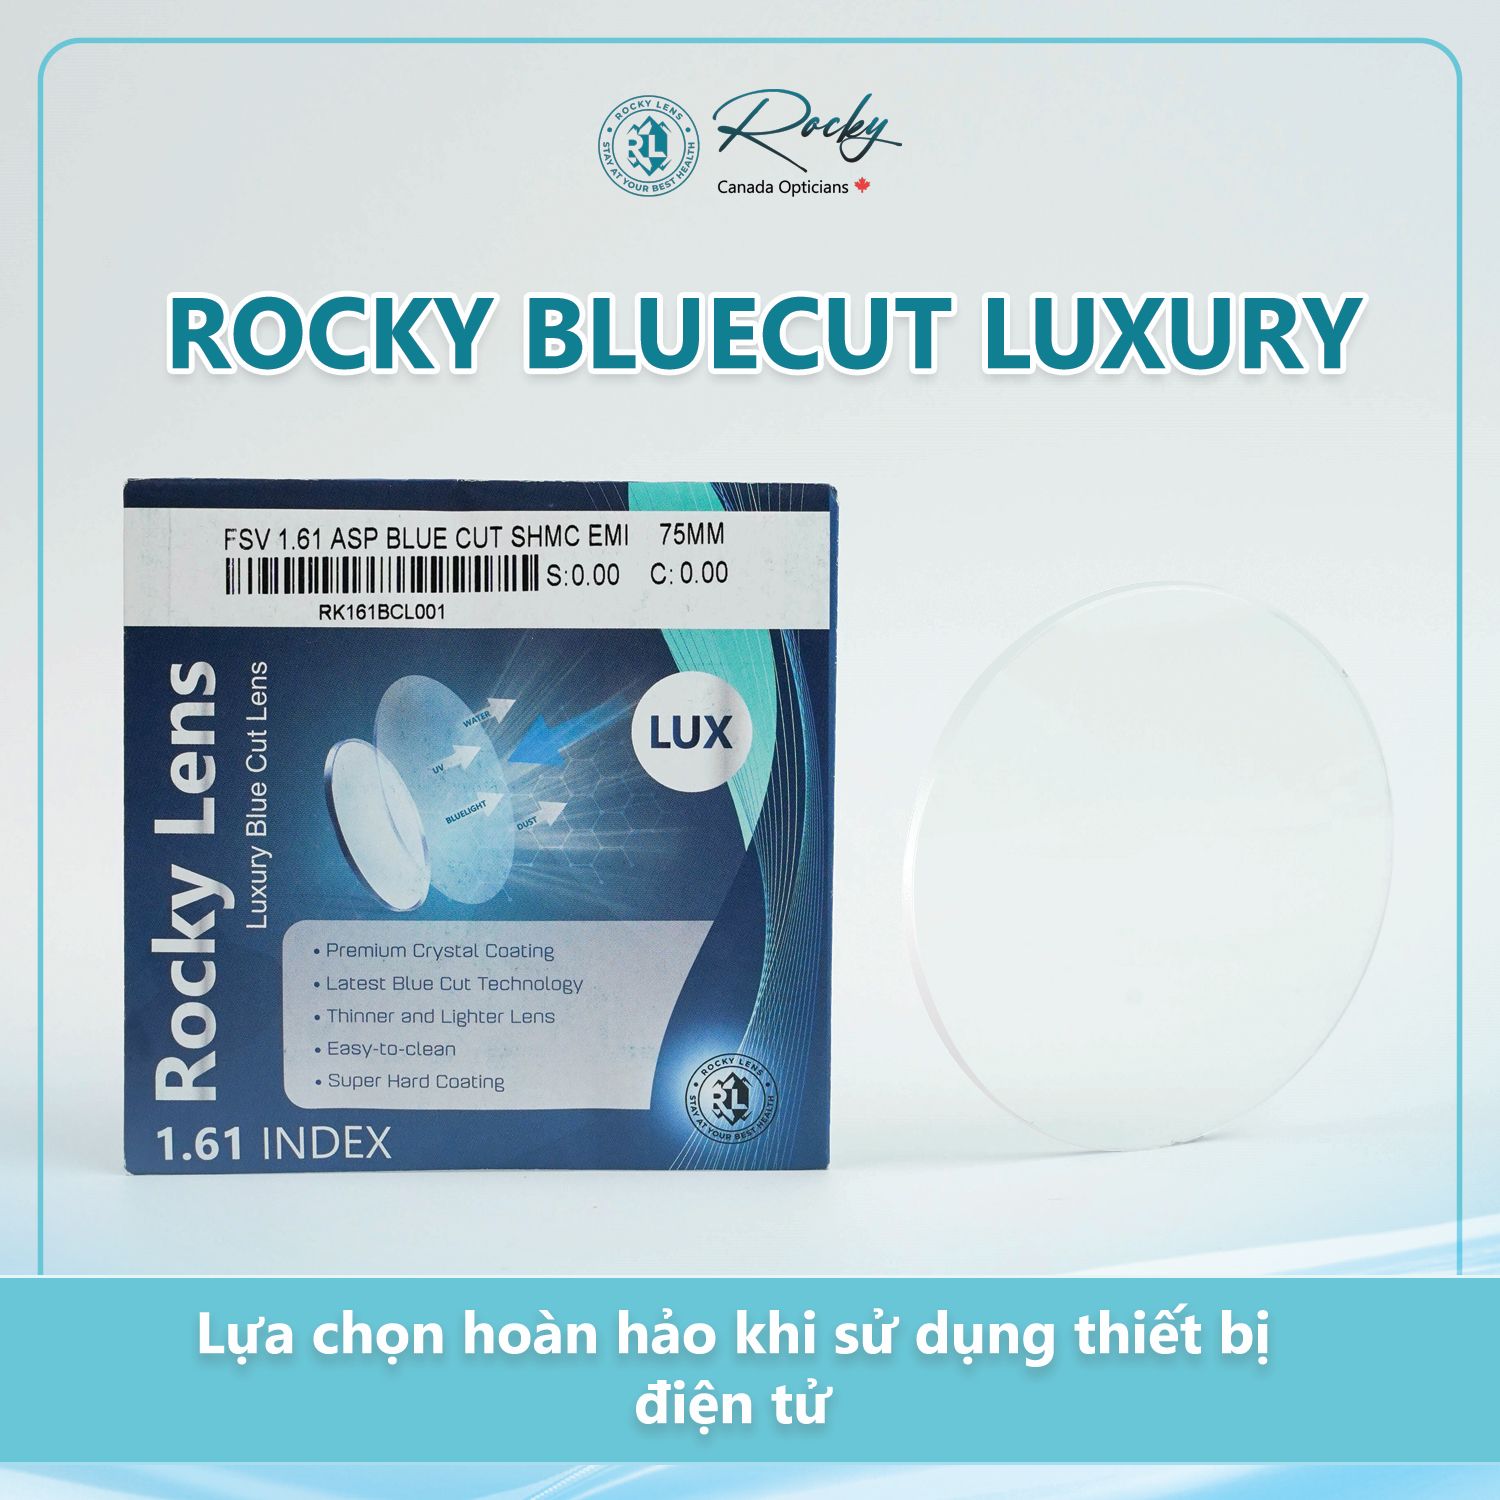 ROCKY LENS
STAY AT YOUR BEST HEALTH
RL
Rocky
Canada Opticians
ROCKY BLUECUT LUXURY
FSV 1.61 ASP BLUE CUT SHMC EMI 75MM
S:0.00 C: 0.00
RK161BCL001
Rocky Lens
Luxury Blue Cut Lens
WATER
UV
BLUELIGHT
DUST
LUX
• Premium Crystal Coating
• Latest Blue Cut Technology
• Thinner and Lighter Lens
• Easy-to-clean
• Super Hard Coating
ROCKY LENS
STAY AT YOUR BEST HEALTH
RL
1.61 INDEX
Lựa chọn hoàn hảo khi sử dụng thiết bị
điện tử